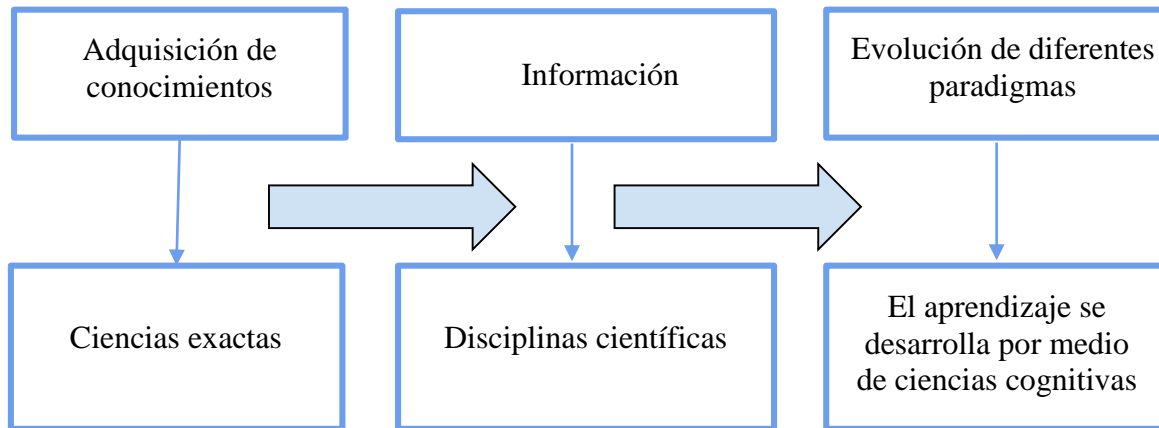 Adquisición de
conocimientos
Información
Evolución de diferentes
paradigmas
Ciencias exactas
Disciplinas científicas
El aprendizaje se
desarrolla por medio
de ciencias cognitivas